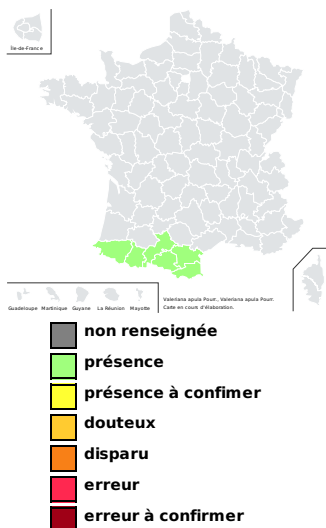 Île-de-France
Guadeloupe Martinique Guyane La Réunion Mayotte
Valeriana apula Pourr., Valeriana apula Pourr.
Carte en cours d'élaboration.
non renseignée
présence
présence à confimer
douteux
disparu
erreur
erreur à confirmer